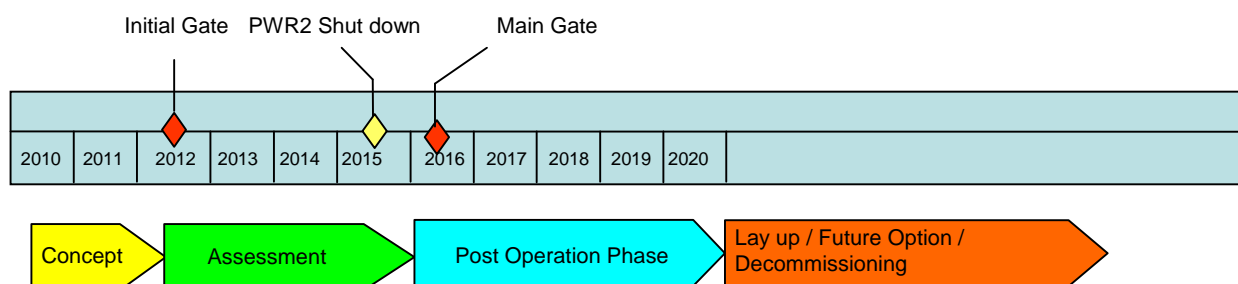 Initial Gate PWR2 Shut down Main Gate
2010 2011 2012 2013 2014 2015 2016 2017 2018 2019 2020
Concept
Assessment
Post Operation Phase
Lay up / Future Option /
Decommissioning